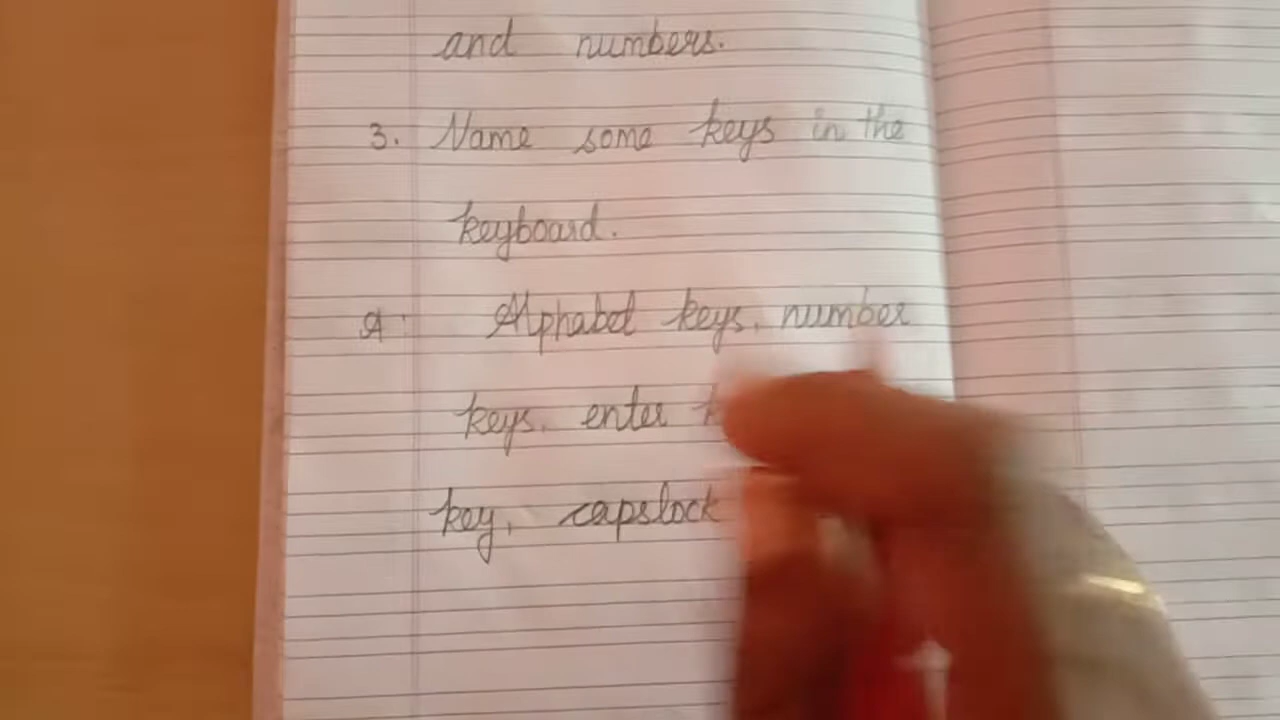 and numbers.
3. Name some keys in the
keyboard.
A: Alphabet keys, number
keys, enter
key, capslock